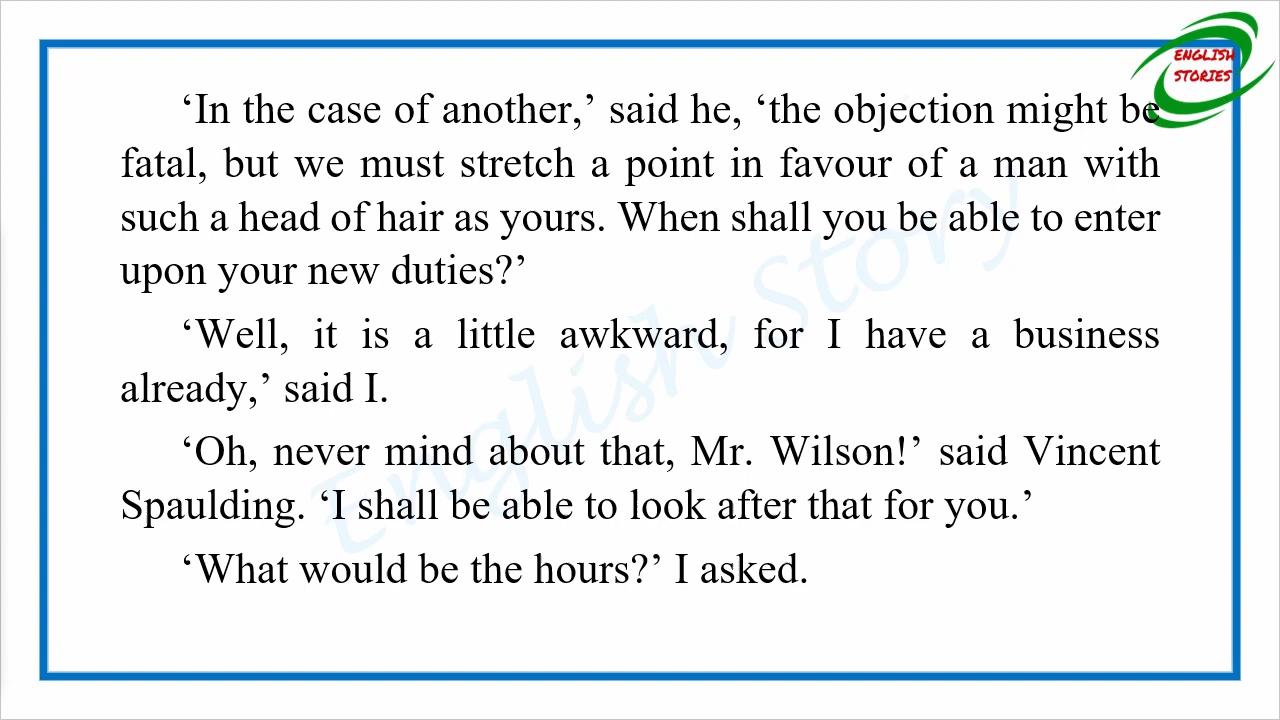 ENGLISH
STORIES
‘In the case of another,’ said he, ‘the objection might be
fatal, but we must stretch a point in favour of a man with
such a head of hair as yours. When shall you be able to enter
upon your new duties?’
‘Well, it is a little awkward, for I have a business
already,’ said I.
‘Oh, never mind about that, Mr. Wilson!’ said Vincent
Spaulding. ‘I shall be able to look after that for you.’
‘What would be the hours?’ I asked.
English Story